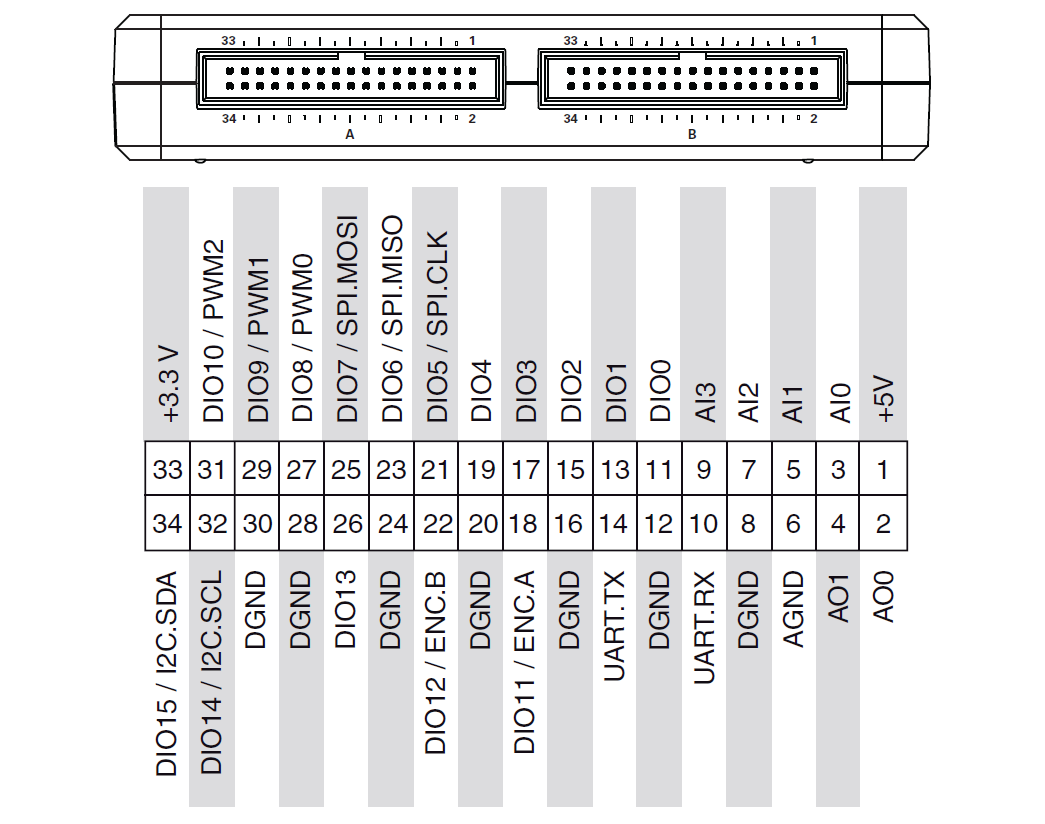 33 1 33 1
34 2 34 2
A B
+3.3 V
DIO10 / PWM2
DIO9 / PWM1
DIO8 / PWM0
DIO7 / SPI.MOSI
DIO6 / SPI.MISO
DIO5 / SPI.CLK
DIO4
DIO3
DIO2
DIO1
DIO0
AI3
AI2
AI1
AI0
+5V
33 31 29 27 25 23 21 19 17 15 13 11 9 7 5 3 1
34 32 30 28 26 24 22 20 18 16 14 12 10 8 6 4 2
DIO15 / I2C.SDA
DIO14 / I2C.SCL
DGND
DGND
DIO13
DGND
DIO12 / ENC.B
DGND
DIO11 / ENC.A
DGND
UART.TX
DGND
UART.RX
DGND
AGND
AO1
AO0